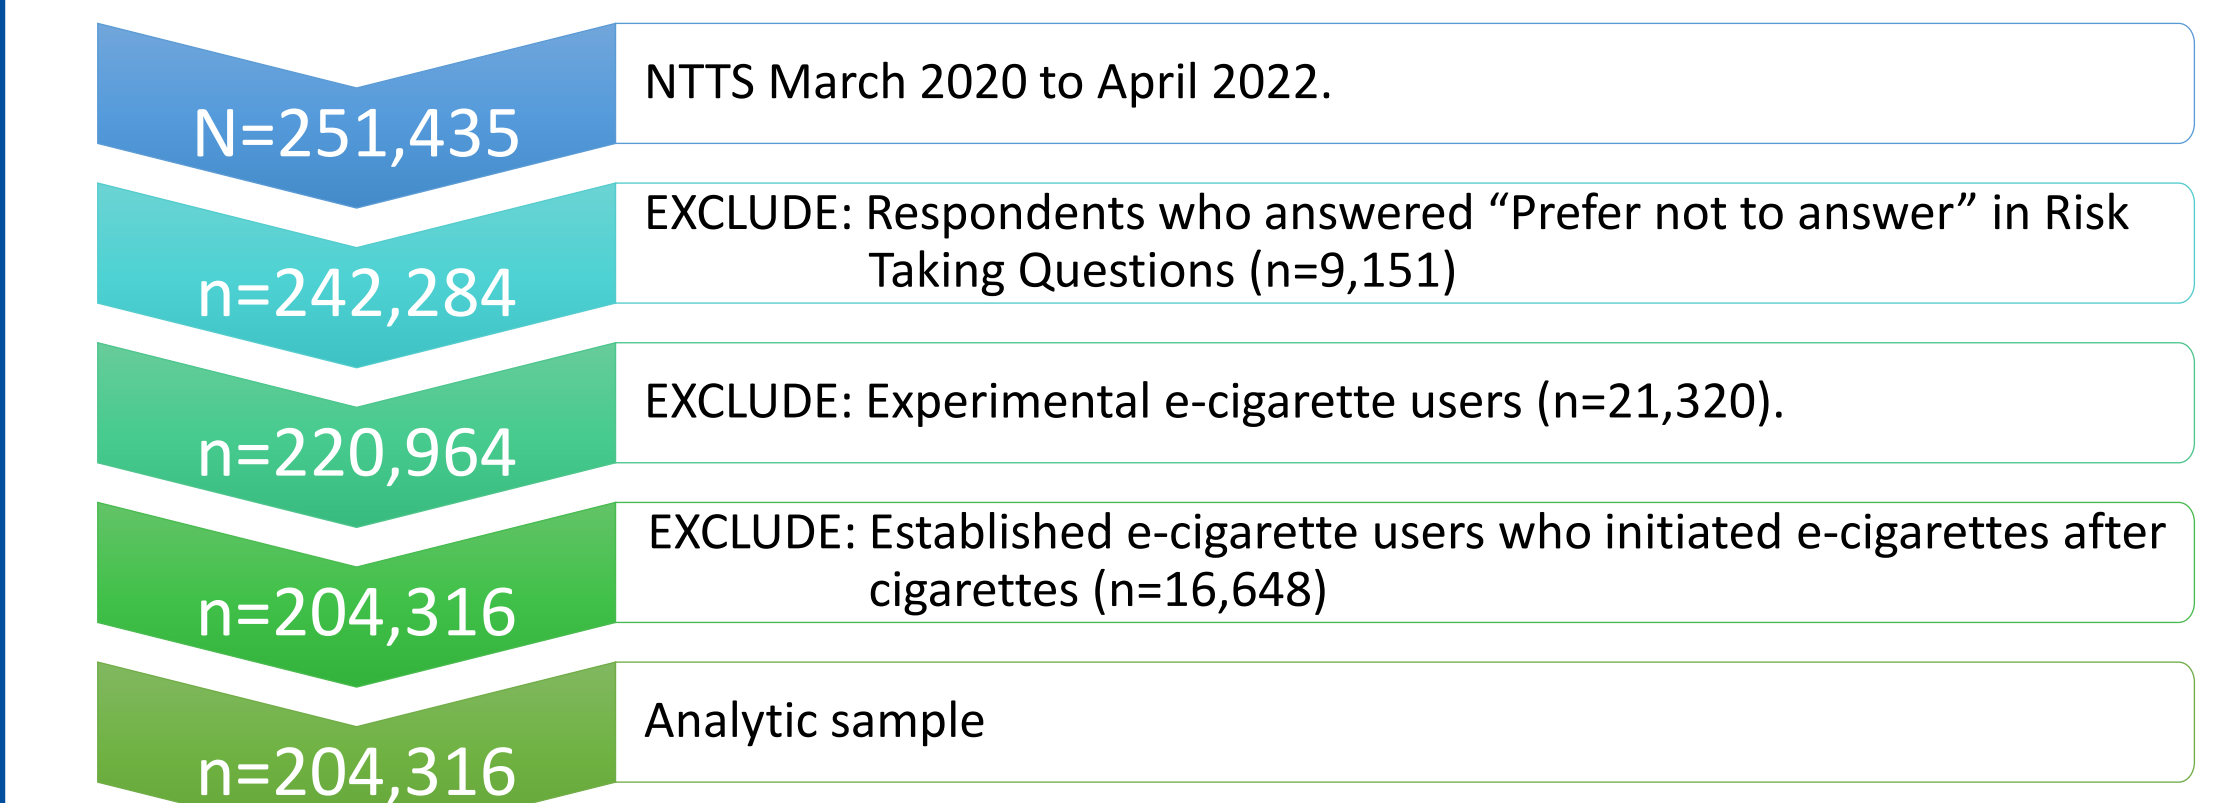 N=251,435
NTTS March 2020 to April 2022.
n=242,284
EXCLUDE: Respondents who answered “Prefer not to answer” in Risk
Taking Questions (n=9,151)
n=220,964
EXCLUDE: Experimental e-cigarette users (n=21,320).
n=204,316
EXCLUDE: Established e-cigarette users who initiated e-cigarettes after
cigarettes (n=16,648)
n=204,316
Analytic sample